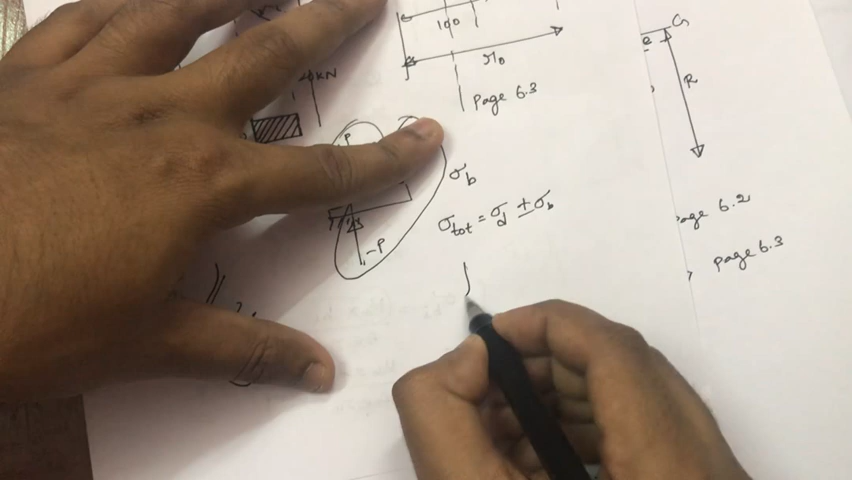 100
G
e
KN
r₀
R
page 6.3
P
σb
σtot = σd ± σb
page 6.2
-P
page 6.3